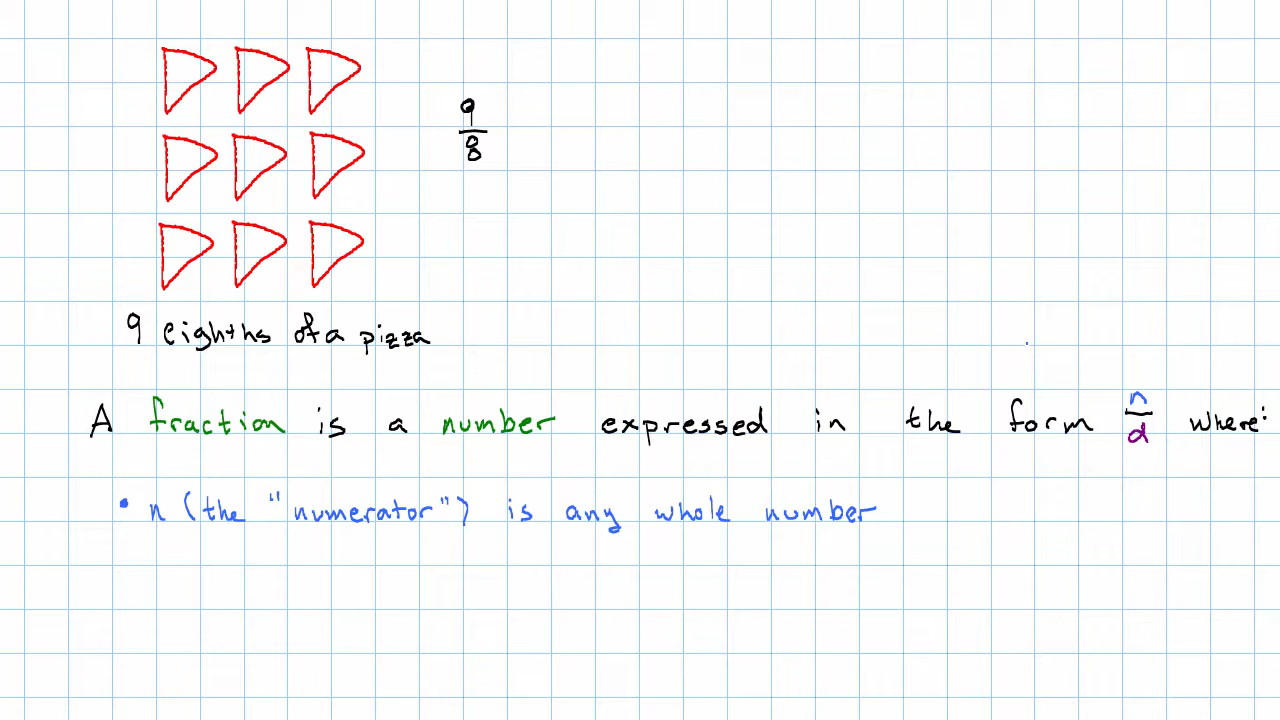 9/8
9 eighths of a pizza
A fraction is a number expressed in the form n/d where:
• n (the "numerator") is any whole number